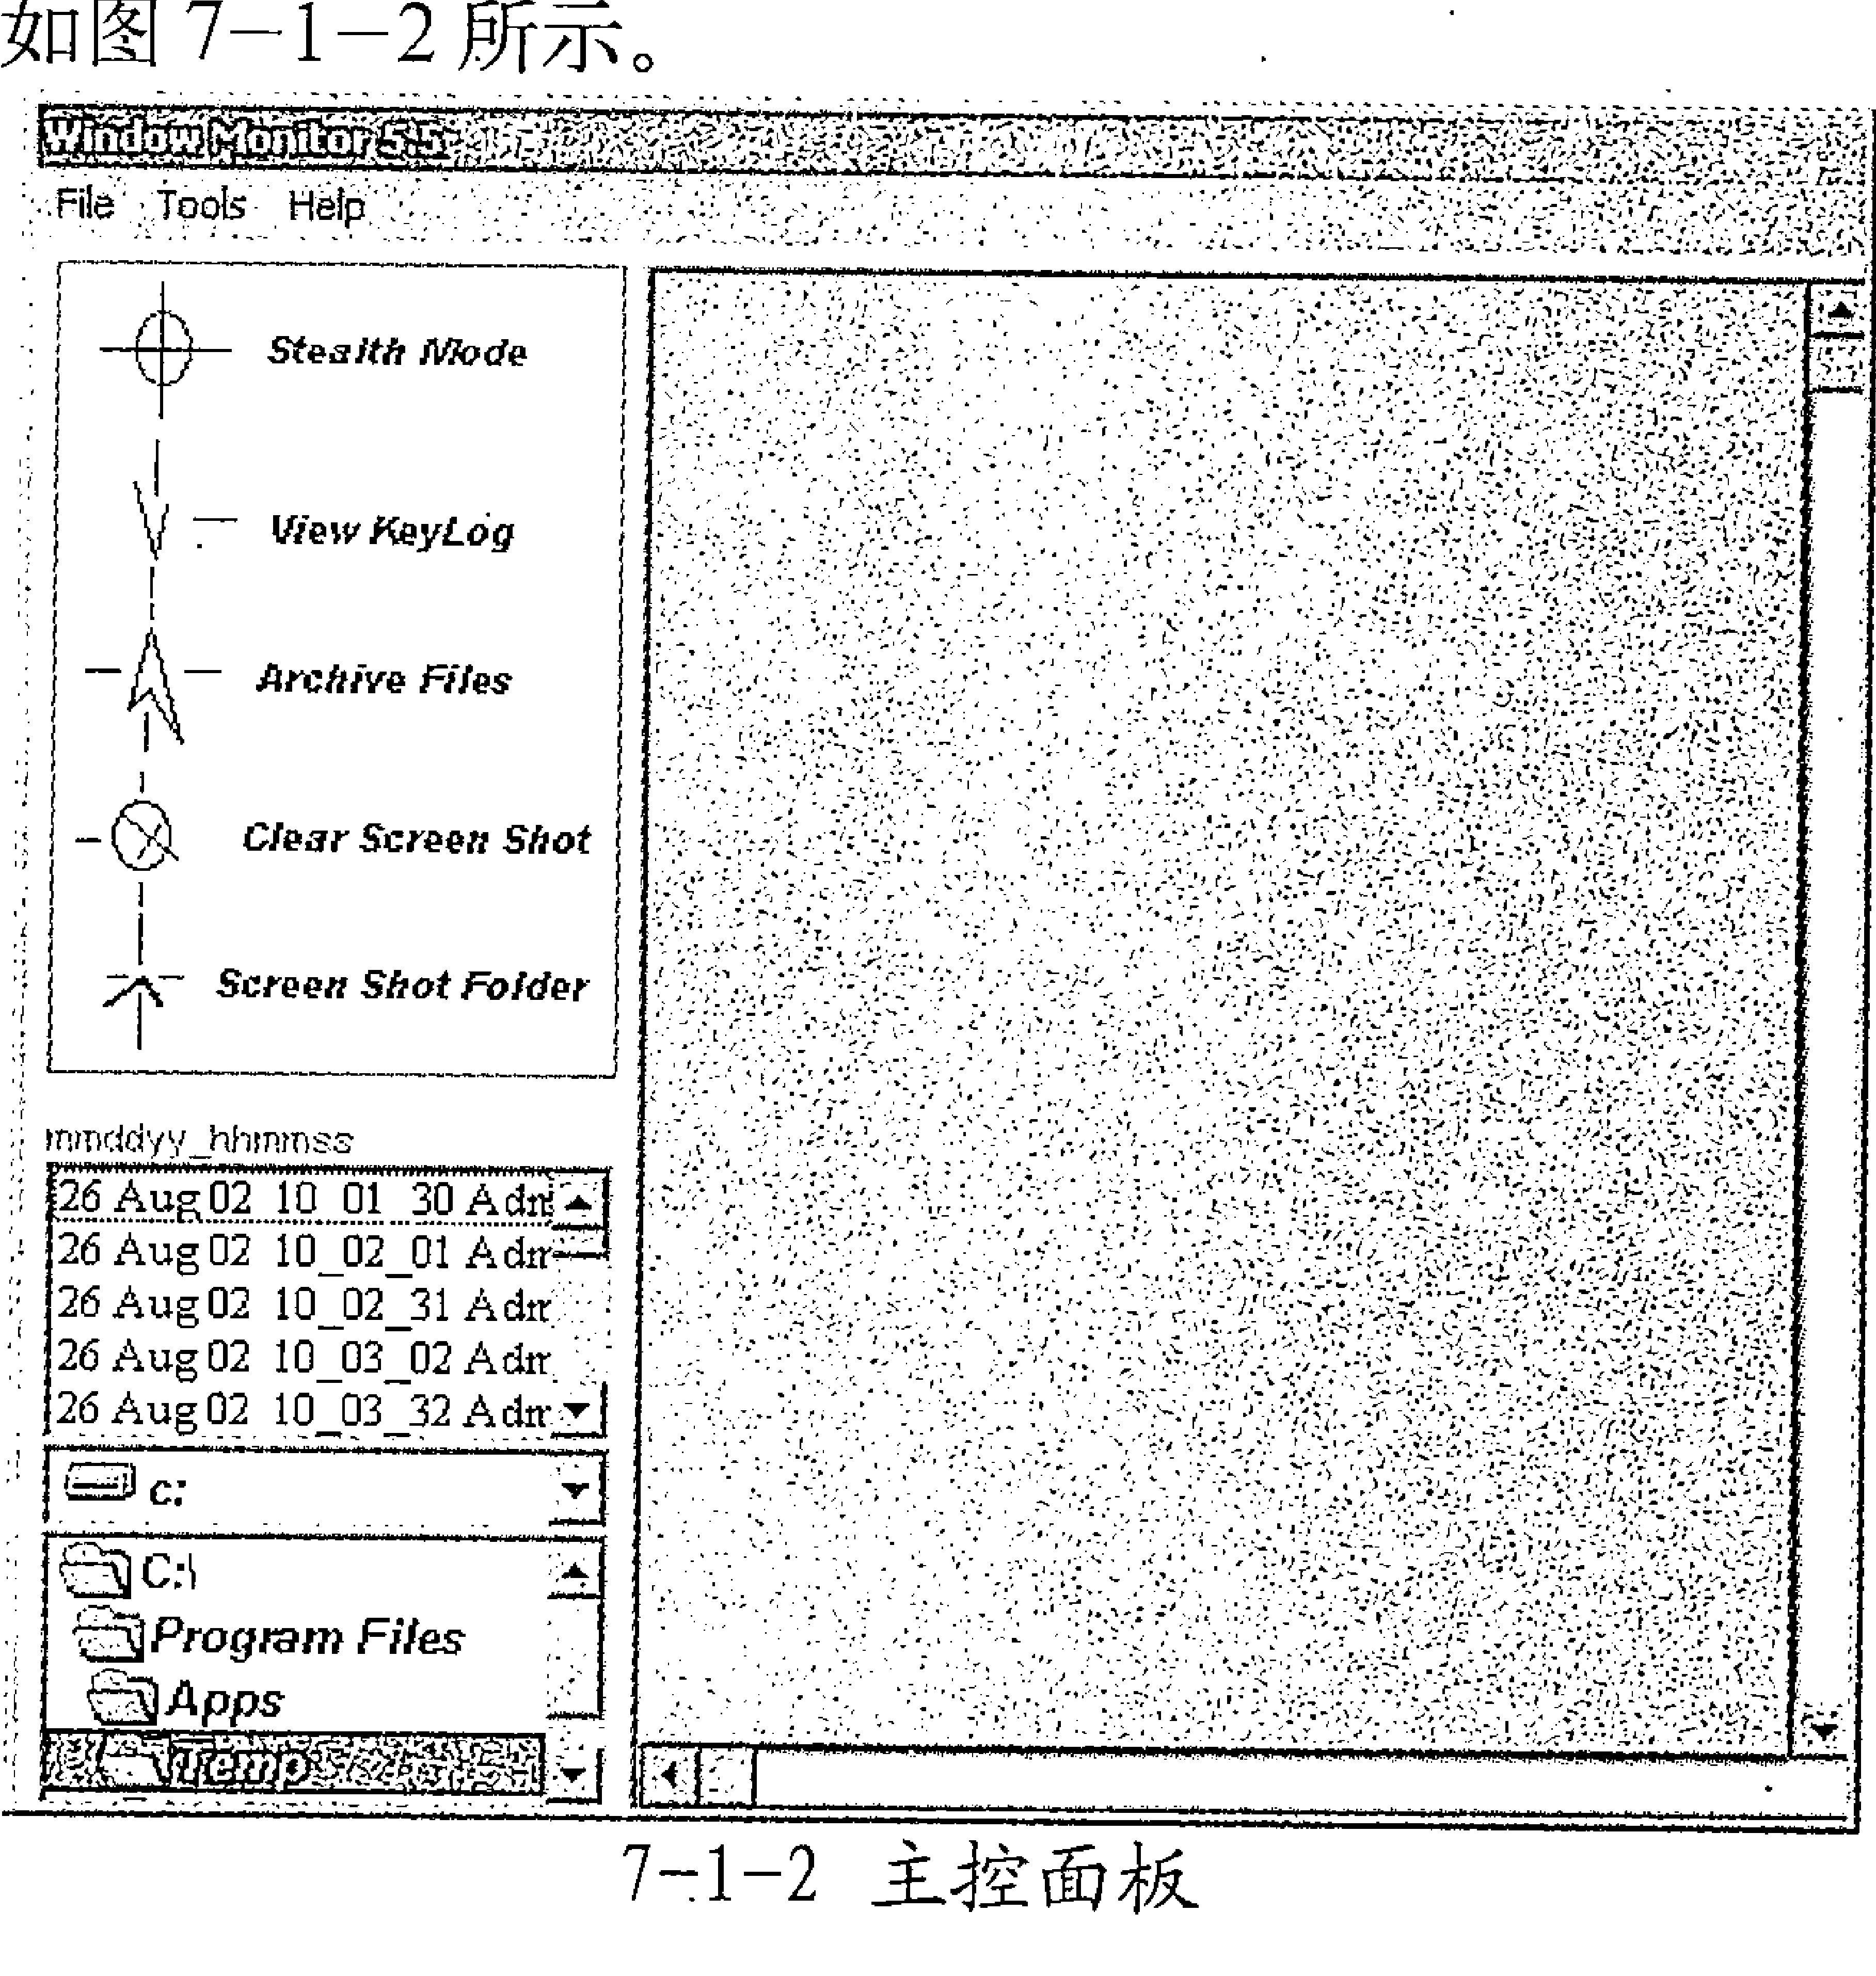 如图 7-1-2 所示。
Window Monitor 5.5
File Tools Help
Stealth Mode
View KeyLog
Archive Files
Clear Screen Shot
Screen Shot Folder
mmddyy_hhmmss
26 Aug 02 10_01_30 Adm
26 Aug 02 10_02_01 Adm
26 Aug 02 10_02_31 Adm
26 Aug 02 10_03_02 Adm
26 Aug 02 10_03_32 Adm
c:
C:\
Program Files
Apps
Temp
7-1-2 主控面板